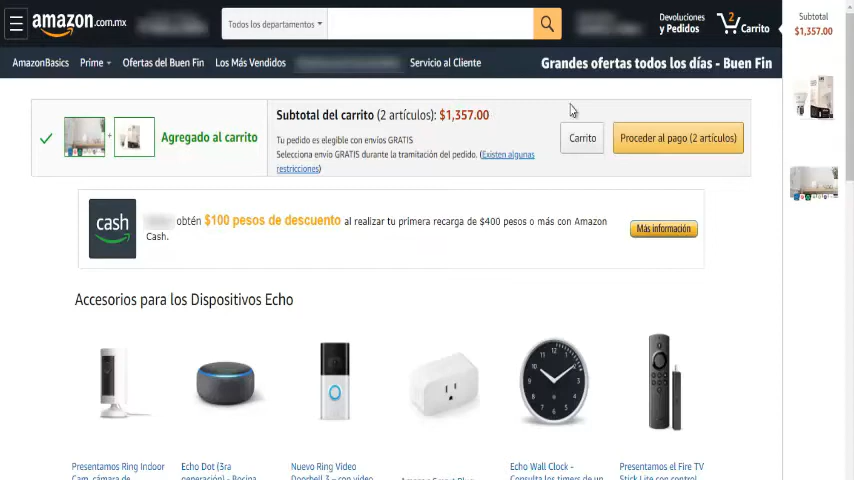 amazon.com.mx
Todos los departamentos
Devoluciones
y Pedidos
2
Carrito
Subtotal
$1,357.00
AmazonBasics
Prime
Ofertas del Buen Fin
Los Más Vendidos
Servicio al Cliente
Grandes ofertas todos los días - Buen Fin
Agregado al carrito
Subtotal del carrito (2 artículos): $1,357.00
Tu pedido es elegible con envíos GRATIS
Selecciona envío GRATIS durante la tramitación del pedido. (Existen algunas
restricciones)
Carrito
Proceder al pago (2 artículos)
cash
obtén $100 pesos de descuento al realizar tu primera recarga de $400 pesos o más con Amazon
Cash.
Más información
Accesorios para los Dispositivos Echo
Presentamos Ring Indoor
Cam, cámara de
Echo Dot (3ra
generación) - Bocina
Nuevo Ring Video
Doorbell 3 - con video
Amazon Smart Plug
Echo Wall Clock -
Consulta los timers de un
Presentamos el Fire TV
Stick Lite con control